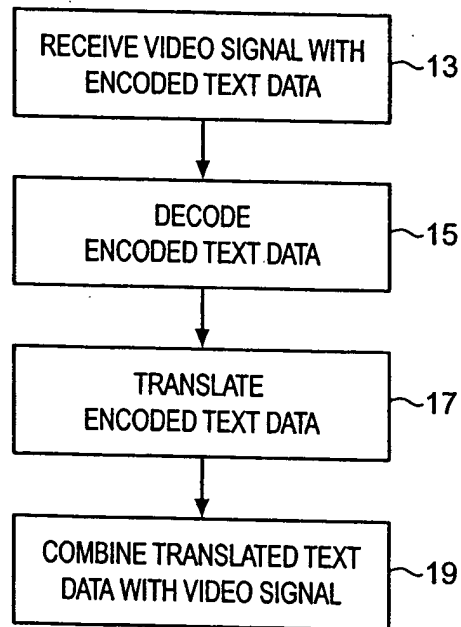 RECEIVE VIDEO SIGNAL WITH
ENCODED TEXT DATA
13
DECODE
ENCODED TEXT DATA
15
TRANSLATE
ENCODED TEXT DATA
17
COMBINE TRANSLATED TEXT
DATA WITH VIDEO SIGNAL
19